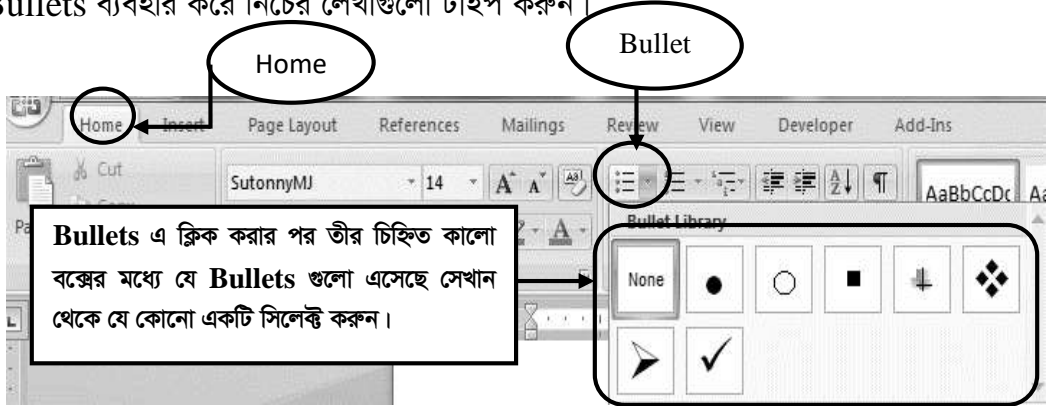 Bullets ব্যবহার করে নিচের লেখাগুলো টাইপ করুন।
Home
Bullet
Home Insert Page Layout References Mailings Review View Developer Add-Ins
Cut
SutonnyMJ 14
Copy
AaBbCcDc
Bullet Library
None
Bullets এ ক্লিক করার পর তীর চিহ্নিত কালো
বক্সের মধ্যে যে Bullets গুলো এসেছে সেখান
থেকে যে কোনো একটি সিলেক্ট করুন।